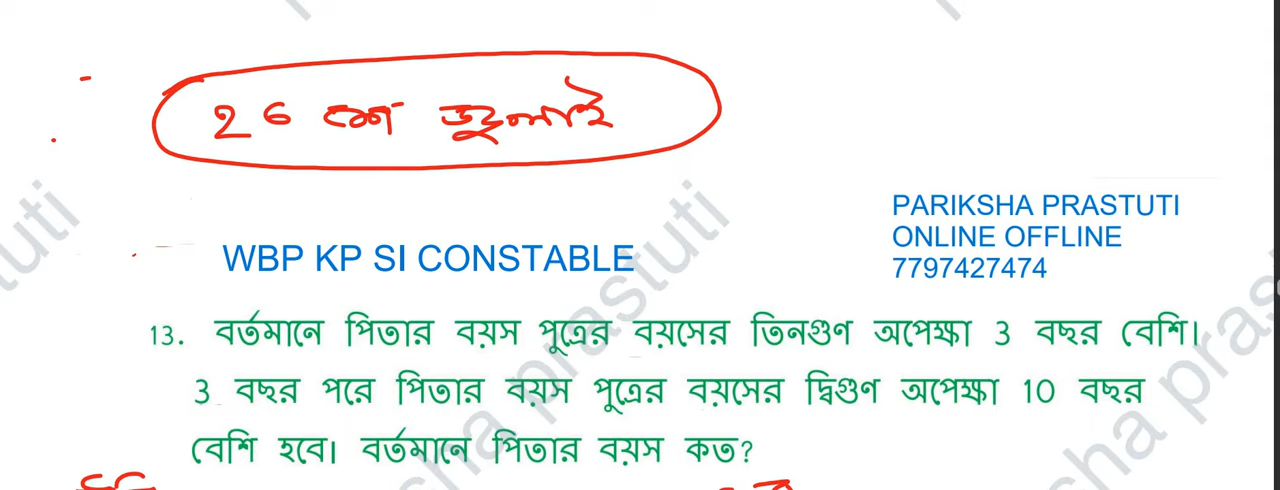 26 শে জুলাই
PARIKSHA PRASTUTI
ONLINE OFFLINE
7797427474
WBP KP SI CONSTABLE
13. বর্তমানে পিতার বয়স পুত্রের বয়সের তিনগুণ অপেক্ষা 3 বছর বেশি।
3 বছর পরে পিতার বয়স পুত্রের বয়সের দ্বিগুণ অপেক্ষা 10 বছর
বেশি হবে। বর্তমানে পিতার বয়স কত?